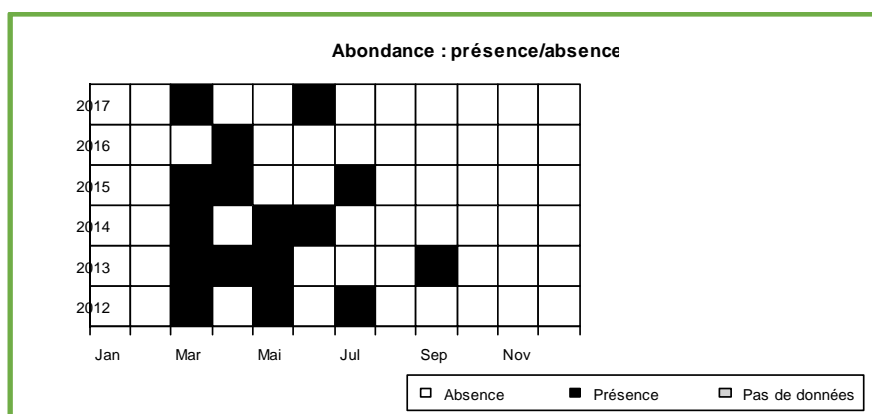 Abondance : présence/absence
2017
2016
2015
2014
2013
2012
Jan Mar Mai Jul Sep Nov
Absence Présence Pas de données